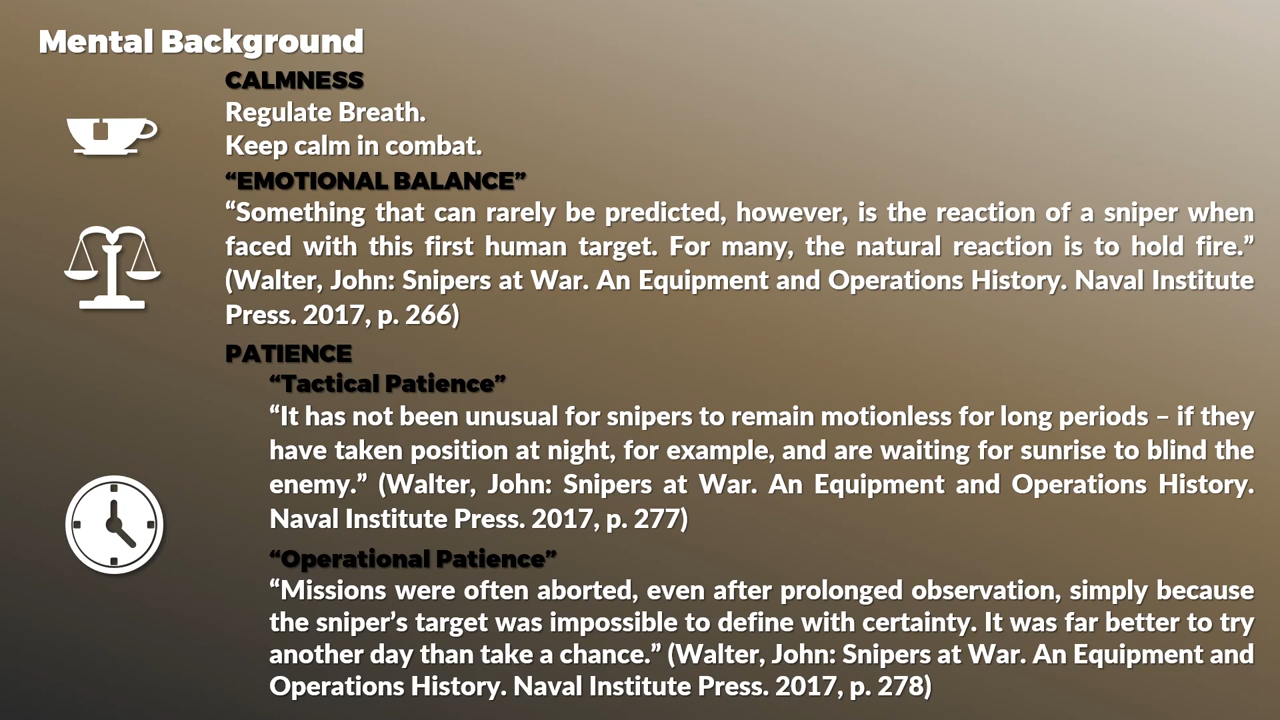 Mental Background
CALMNESS
Regulate Breath.
Keep calm in combat.
“EMOTIONAL BALANCE”
“Something that can rarely be predicted, however, is the reaction of a sniper when
faced with this first human target. For many, the natural reaction is to hold fire.”
(Walter, John: Snipers at War. An Equipment and Operations History. Naval Institute
Press. 2017, p. 266)
PATIENCE
“Tactical Patience”
“It has not been unusual for snipers to remain motionless for long periods – if they
have taken position at night, for example, and are waiting for sunrise to blind the
enemy.” (Walter, John: Snipers at War. An Equipment and Operations History.
Naval Institute Press. 2017, p. 277)
“Operational Patience”
“Missions were often aborted, even after prolonged observation, simply because
the sniper’s target was impossible to define with certainty. It was far better to try
another day than take a chance.” (Walter, John: Snipers at War. An Equipment and
Operations History. Naval Institute Press. 2017, p. 278)